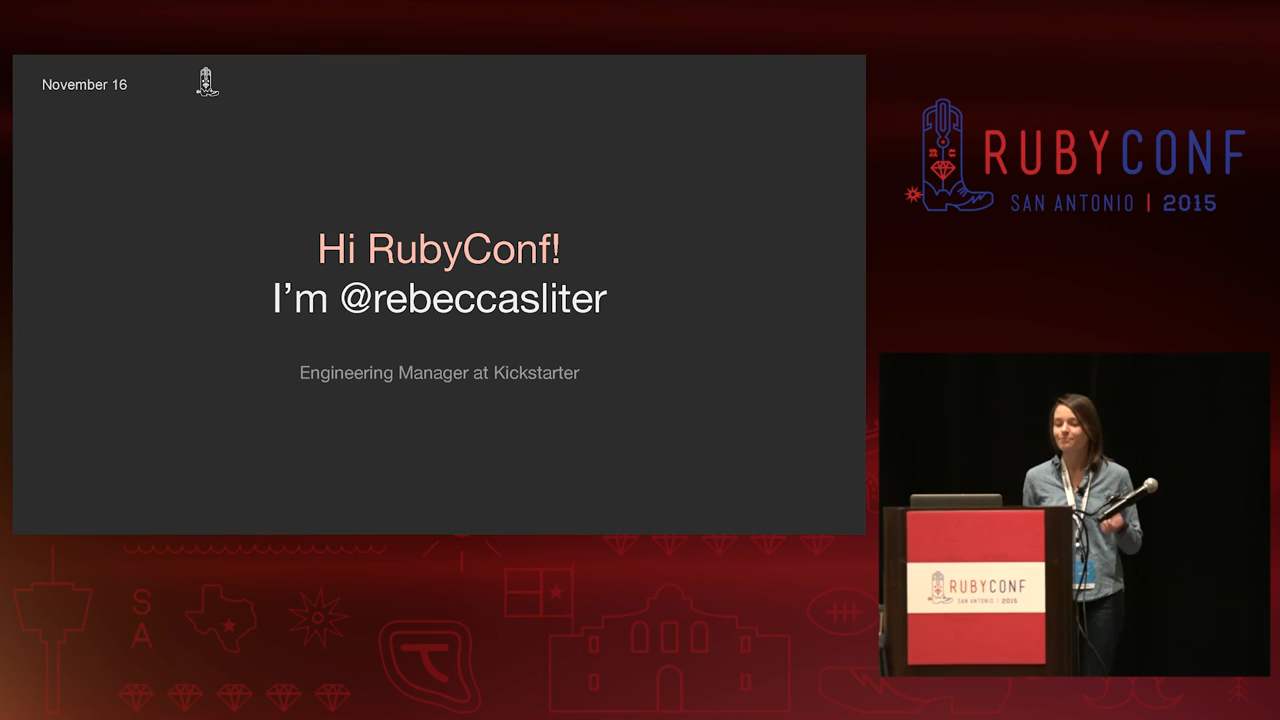 November 16
Hi RubyConf!
I'm @rebeccasliter
Engineering Manager at Kickstarter
RUBYCONF
SAN ANTONIO | 2015
RUBYCONF
SAN ANTONIO | 2015
S
A